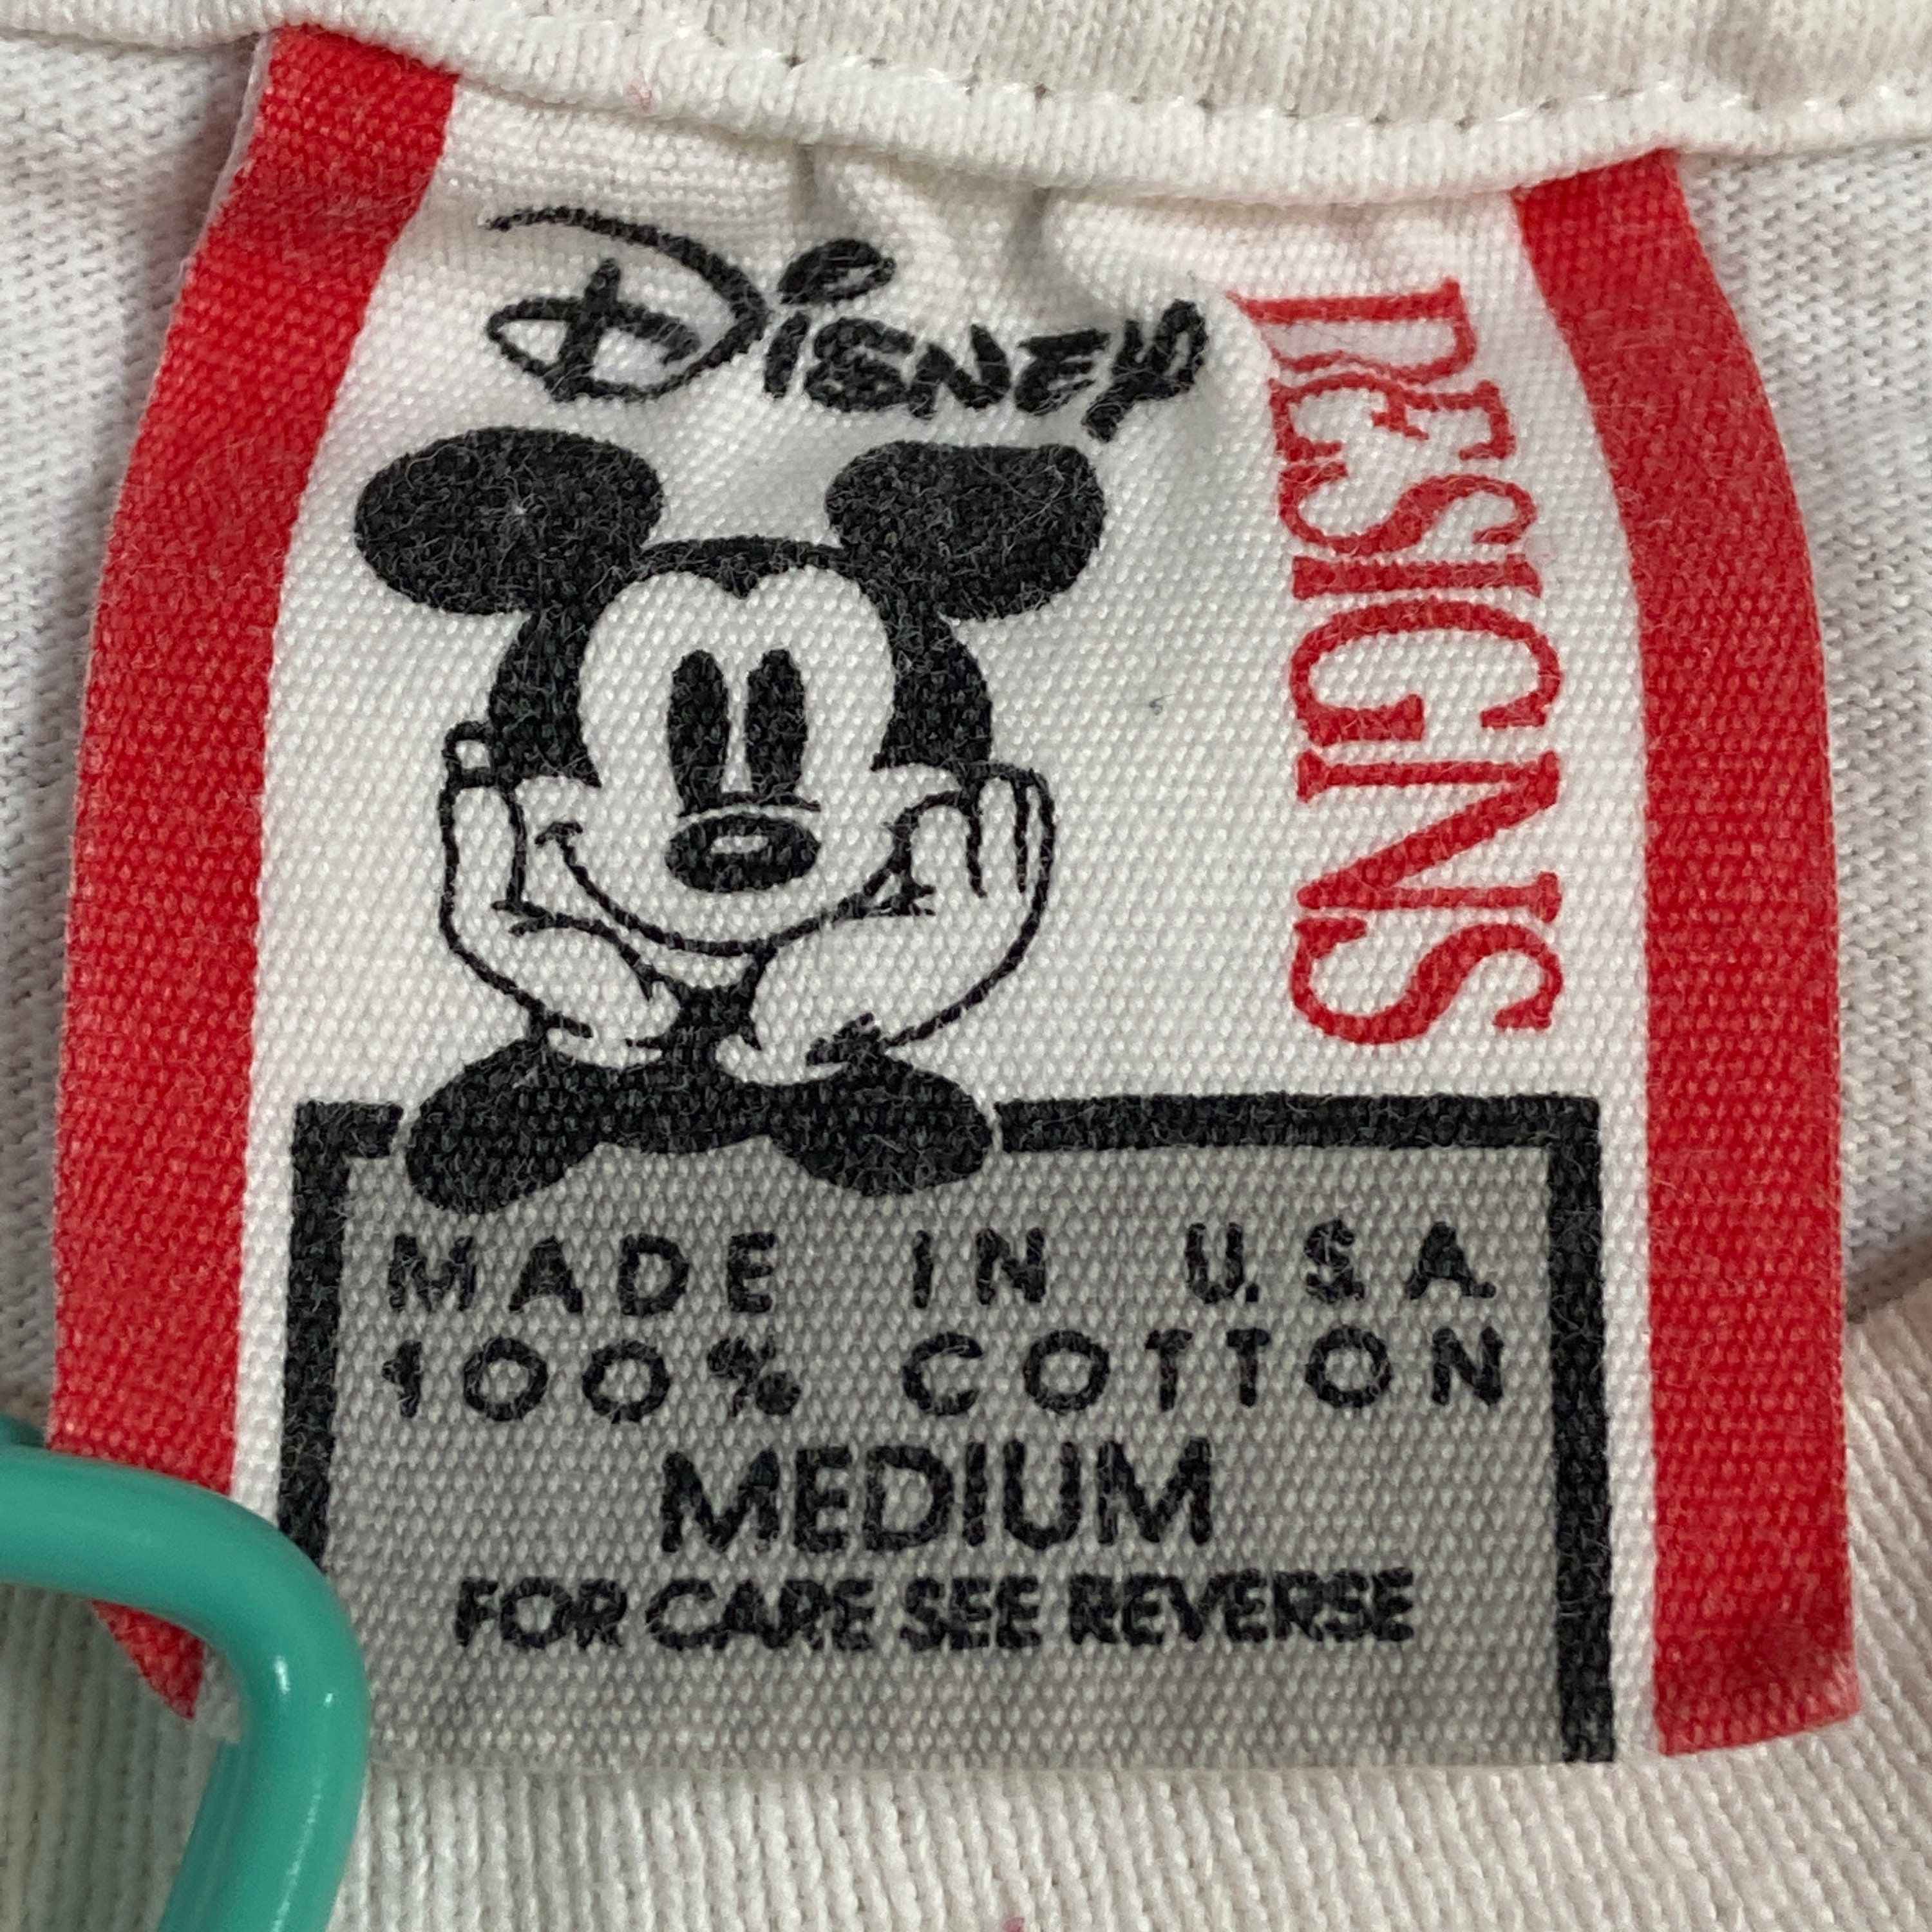 Disney
DESIGNS
MADE IN U.S.A.
100% COTTON
MEDIUM
FOR CARE SEE REVERSE